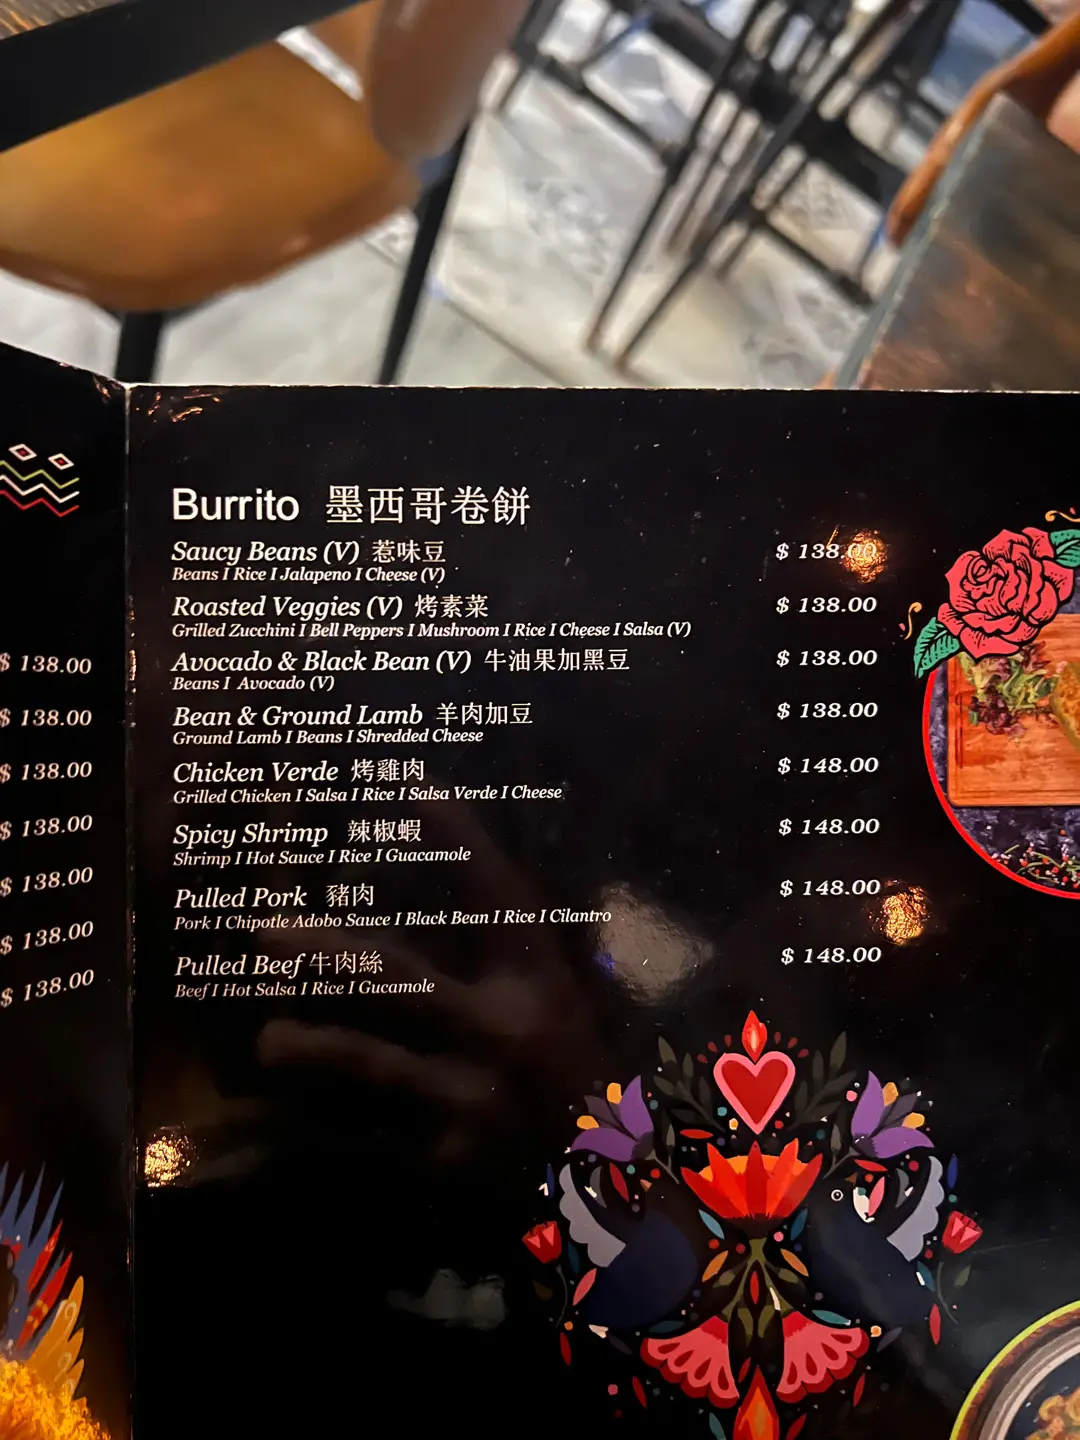 Burrito 墨西哥卷餅
Saucy Beans (V) 惹味豆 $ 138.00
Beans I Rice I Jalapeno I Cheese (V)
Roasted Veggies (V) 烤素菜 $ 138.00
Grilled Zucchini I Bell Peppers I Mushroom I Rice I Cheese I Salsa (V)
Avocado & Black Bean (V) 牛油果加黑豆 $ 138.00
Beans I Avocado (V)
Bean & Ground Lamb 羊肉加豆 $ 138.00
Ground Lamb I Beans I Shredded Cheese
Chicken Verde 烤雞肉 $ 148.00
Grilled Chicken I Salsa I Rice I Salsa Verde I Cheese
Spicy Shrimp 辣椒蝦 $ 148.00
Shrimp I Hot Sauce I Rice I Guacamole
Pulled Pork 豬肉 $ 148.00
Pork I Chipotle Adobo Sauce I Black Bean I Rice I Cilantro
Pulled Beef 牛肉絲 $ 148.00
Beef I Hot Salsa I Rice I Gucamole
$ 138.00
$ 138.00
$ 138.00
$ 138.00
$ 138.00
$ 138.00
$ 138.00